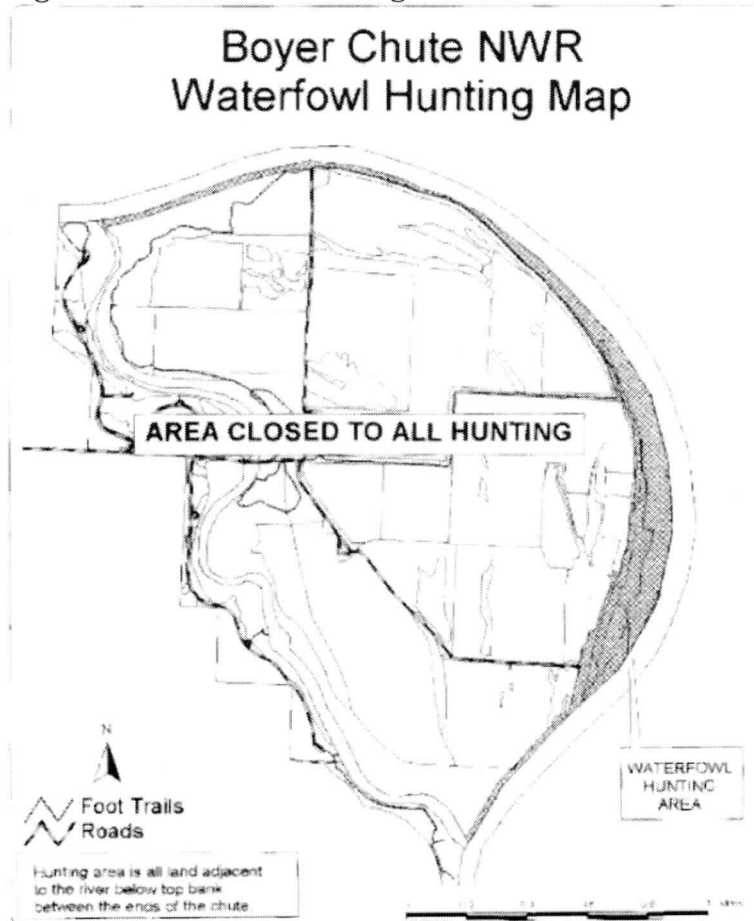 Boyer Chute NWR
Waterfowl Hunting Map
AREA CLOSED TO ALL HUNTING
N
Foot Trails
Roads
WATERFOWL
HUNTING
AREA
Hunting area is all land adjacent
to the river below top bank
between the ends of the chute